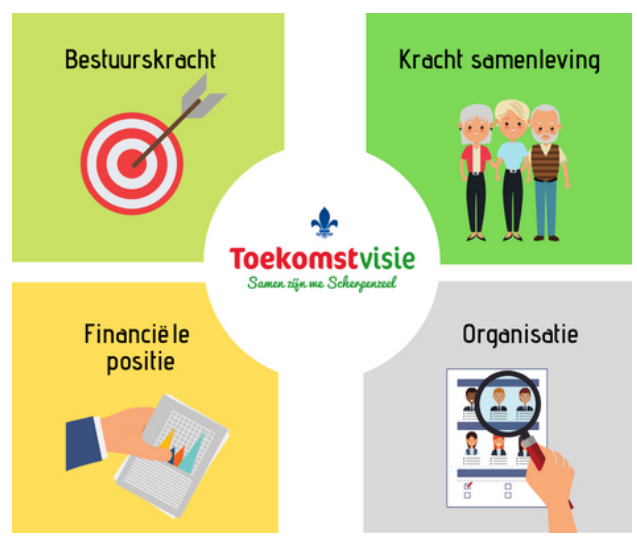 Bestuurskracht
Kracht samenleving
Toekomstvisie
Samen zijn we Scherpenzeel
Financiële
positie
Organisatie